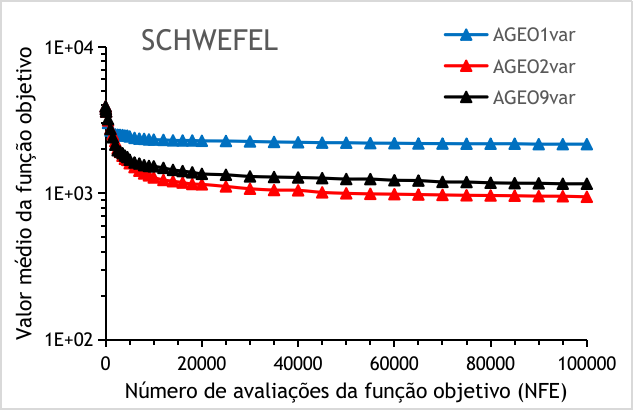 SCHWEFEL
AGEO1var
AGEO2var
AGEO9var
Valor médio da função objetivo
1E+04
1E+03
1E+02
0 20000 40000 60000 80000 100000
Número de avaliações da função objetivo (NFE)